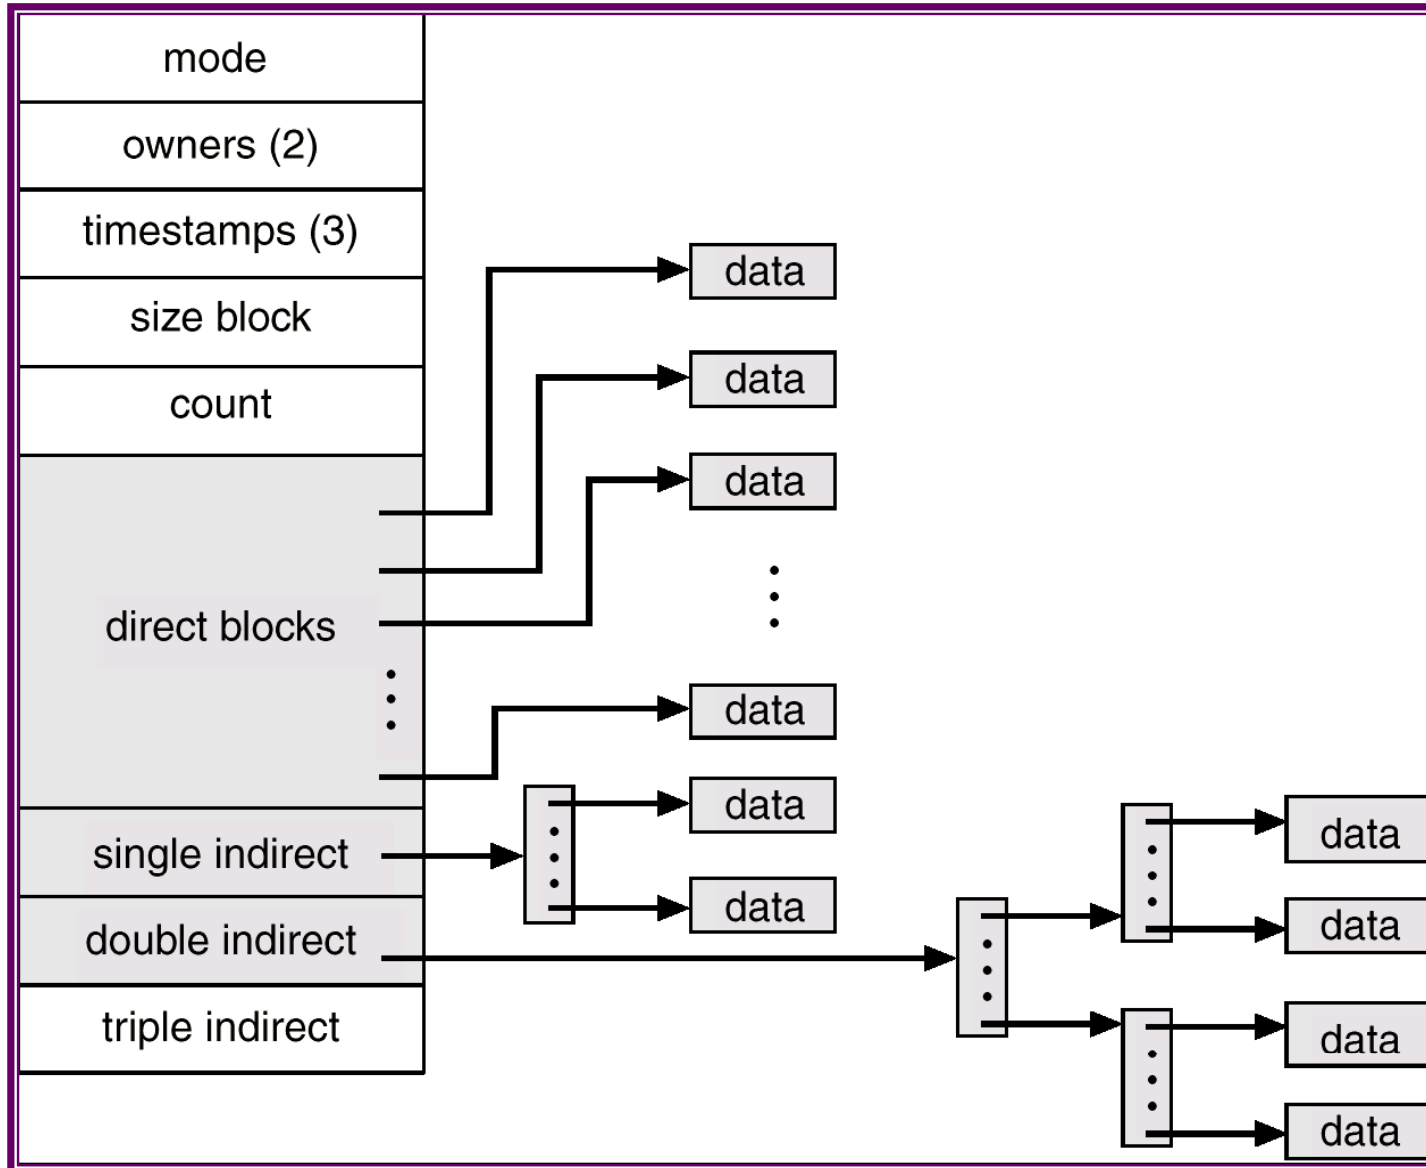 mode
owners (2)
timestamps (3)
size block
count
direct blocks
single indirect
double indirect
triple indirect
data
data
data
data
data
data
data
data
data
data